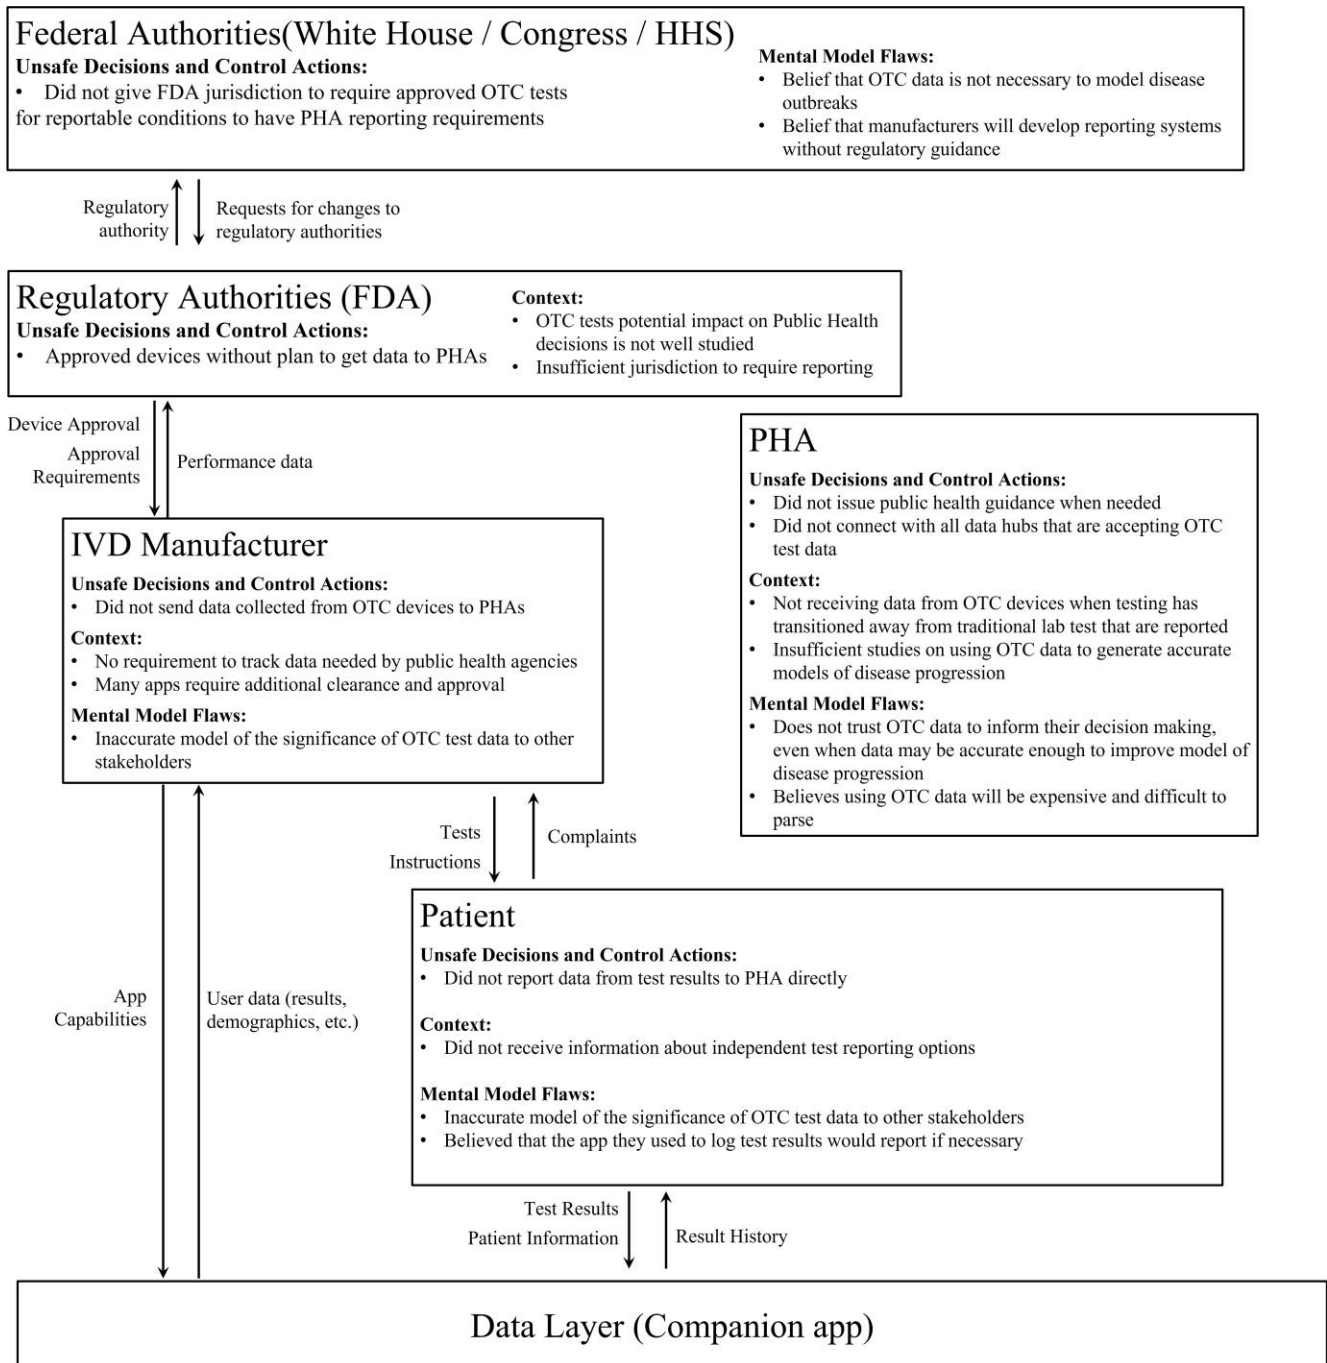 Federal Authorities(White House / Congress / HHS)
Unsafe Decisions and Control Actions:
• Did not give FDA jurisdiction to require approved OTC tests
for reportable conditions to have PHA reporting requirements
Mental Model Flaws:
• Belief that OTC data is not necessary to model disease
outbreaks
• Belief that manufacturers will develop reporting systems
without regulatory guidance
Regulatory
authority
Requests for changes to
regulatory authorities
Regulatory Authorities (FDA)
Unsafe Decisions and Control Actions:
• Approved devices without plan to get data to PHAs
Context:
• OTC tests potential impact on Public Health
decisions is not well studied
• Insufficient jurisdiction to require reporting
Device Approval
Approval
Requirements
Performance data
IVD Manufacturer
Unsafe Decisions and Control Actions:
• Did not send data collected from OTC devices to PHAs
Context:
• No requirement to track data needed by public health agencies
• Many apps require additional clearance and approval
Mental Model Flaws:
• Inaccurate model of the significance of OTC test data to other
stakeholders
PHA
Unsafe Decisions and Control Actions:
• Did not issue public health guidance when needed
• Did not connect with all data hubs that are accepting OTC
test data
Context:
• Not receiving data from OTC devices when testing has
transitioned away from traditional lab test that are reported
• Insufficient studies on using OTC data to generate accurate
models of disease progression
Mental Model Flaws:
• Does not trust OTC data to inform their decision making,
even when data may be accurate enough to improve model of
disease progression
• Believes using OTC data will be expensive and difficult to
parse
Tests
Instructions
Complaints
Patient
Unsafe Decisions and Control Actions:
• Did not report data from test results to PHA directly
Context:
• Did not receive information about independent test reporting options
Mental Model Flaws:
• Inaccurate model of the significance of OTC test data to other stakeholders
• Believed that the app they used to log test results would report if necessary
App
Capabilities
User data (results,
demographics, etc.)
Test Results
Patient Information
Result History
Data Layer (Companion app)